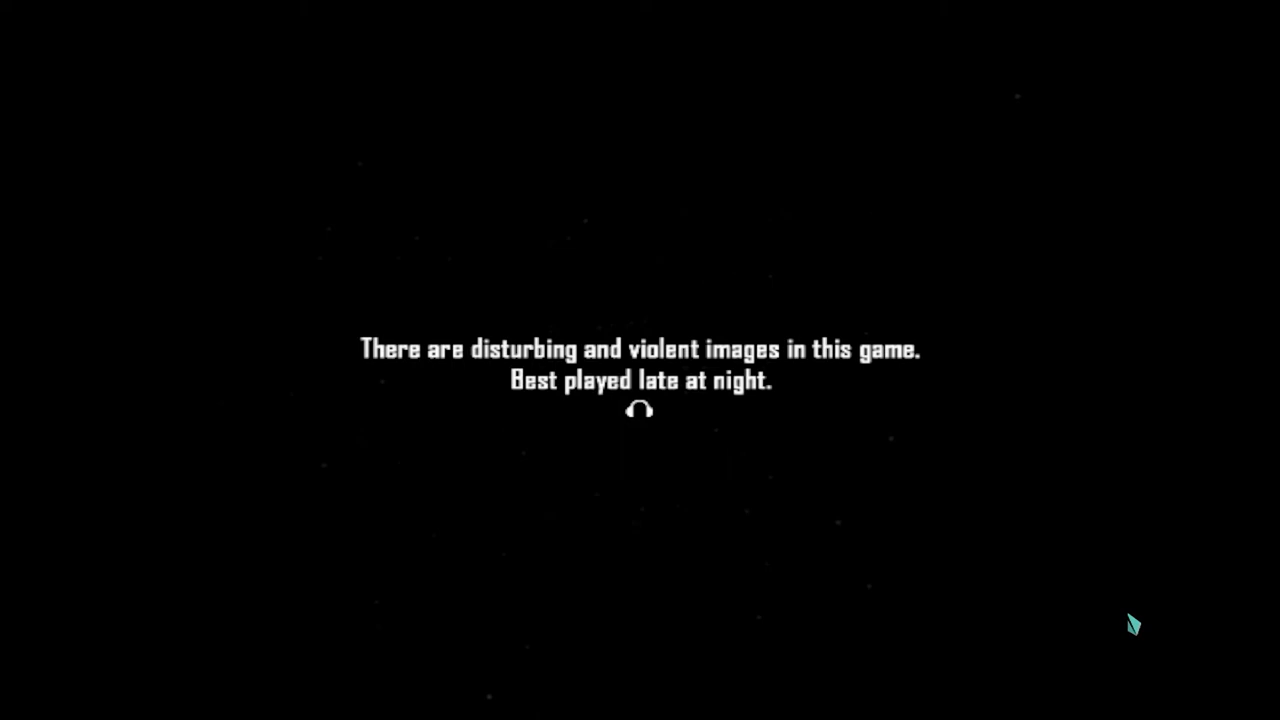 There are disturbing and violent images in this game.
Best played late at night.